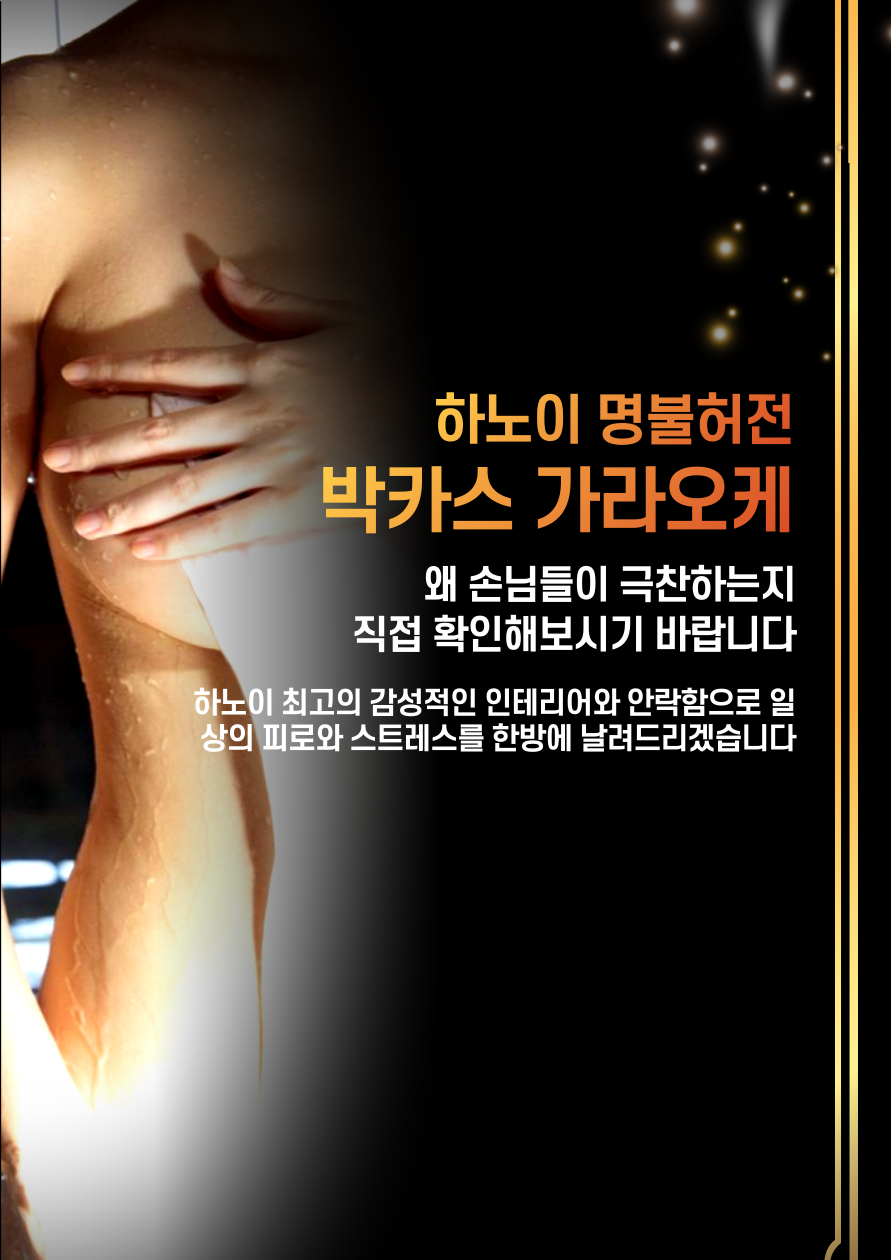 하노이 명불허전
박카스 가라오케
왜 손님들이 극찬하는지
직접 확인해보시기 바랍니다
하노이 최고의 감성적인 인테리어와 안락함으로 일
상의 피로와 스트레스를 한방에 날려드리겠습니다